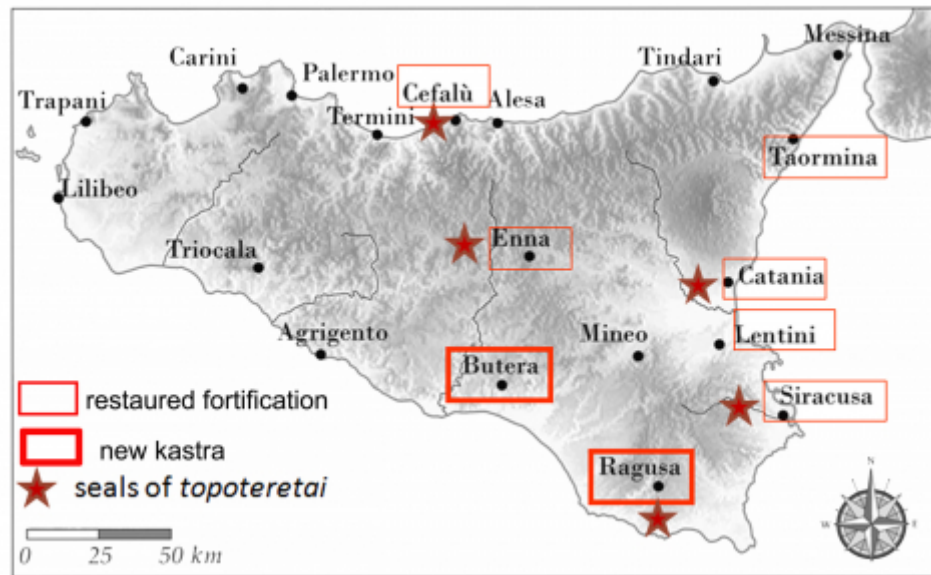 Messina
Carini
Tindari
Palermo
Cefalù
Trapani
Alesa
Termini
Taormina
Lilibeo
Enna
Triocala
Catania
Agrigento
Mineo
Lentini
Butera
Siracusa
restaured fortification
new kastra
Ragusa
seals of topoteretai
N
W
E
S
0 25 50 km